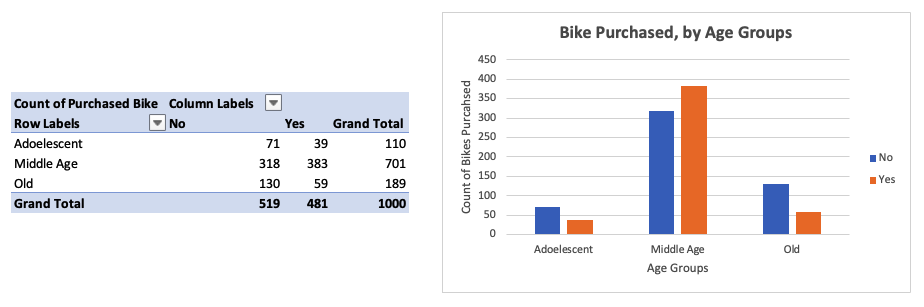 Count of Purchased Bike Column Labels
Row Labels No Yes Grand Total
Adoelescent 71 39 110
Middle Age 318 383 701
Old 130 59 189
Grand Total 519 481 1000
Bike Purchased, by Age Groups
Count of Bikes Purcahsed
450
400
350
300
250
200
150
100
50
0
Adoelescent Middle Age Old
Age Groups
No
Yes